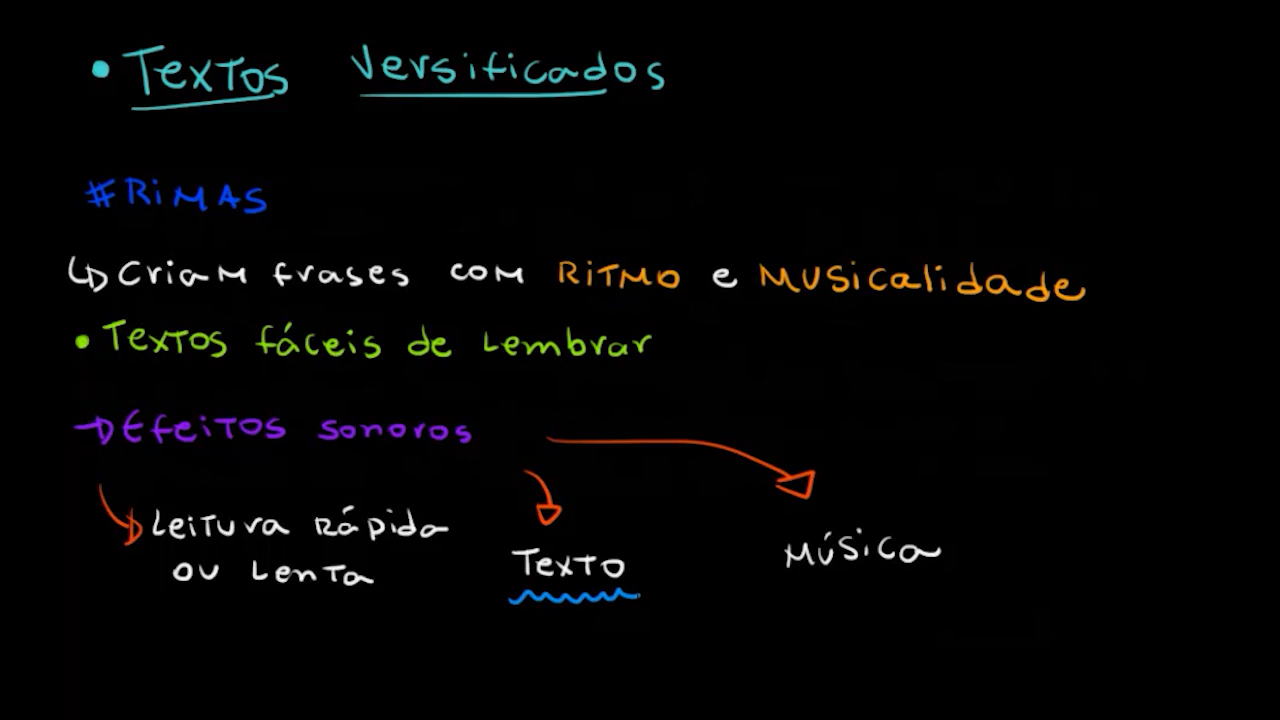 • Textos versificados
#RiMAS
↳ Criam frases com RiTMO e Musicalidade
• Textos fáceis de lembrar
→ Efeitos sonoros
Leitura Rápida
ou lenta
Texto
Música